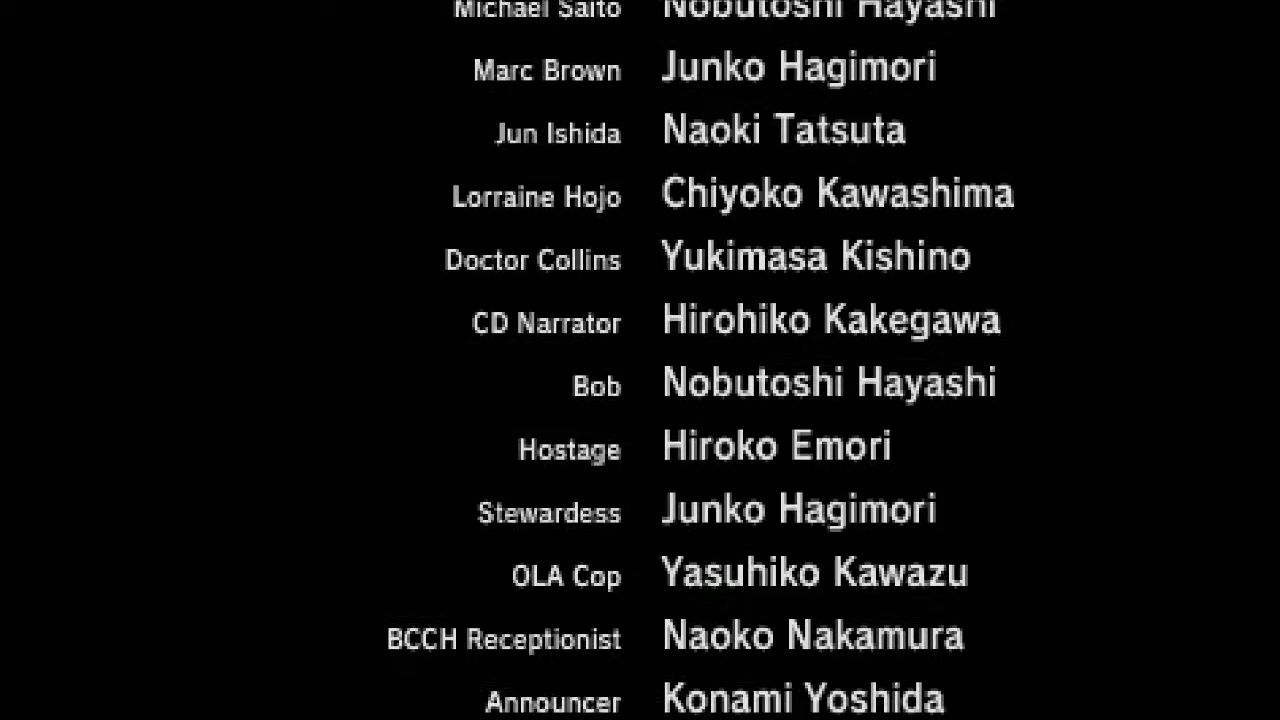 Michael Saito Nobutoshi Hayashi
Marc Brown Junko Hagimori
Jun Ishida Naoki Tatsuta
Lorraine Hojo Chiyoko Kawashima
Doctor Collins Yukimasa Kishino
CD Narrator Hirohiko Kakegawa
Bob Nobutoshi Hayashi
Hostage Hiroko Emori
Stewardess Junko Hagimori
OLA Cop Yasuhiko Kawazu
BCCH Receptionist Naoko Nakamura
Announcer Konami Yoshida